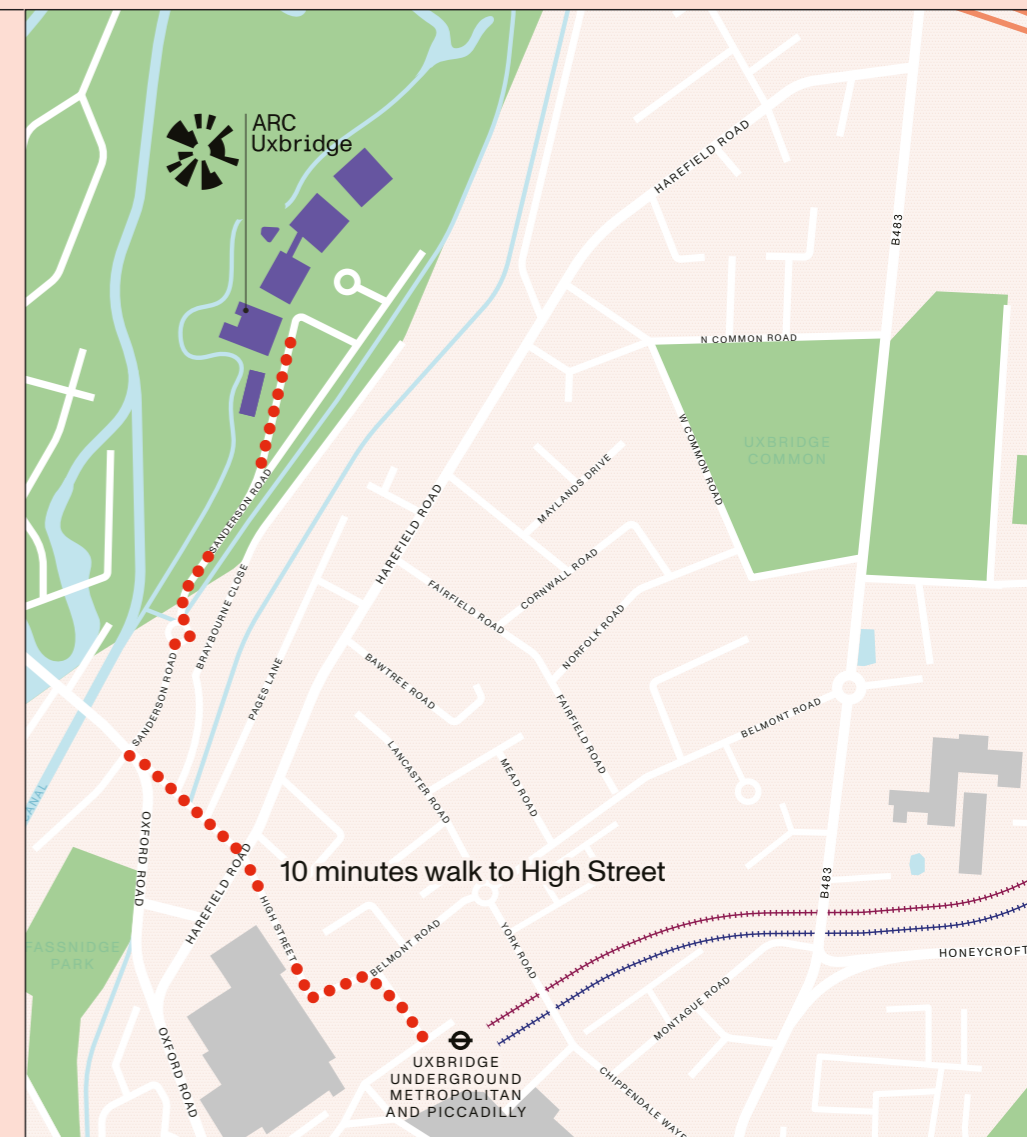 ARC
Uxbridge
HAREFIELD ROAD
B483
N COMMON ROAD
W COMMON ROAD
UXBRIDGE
COMMON
MAYLANDS DRIVE
SANDERSON ROAD
HAREFIELD ROAD
CORNWALL ROAD
FAIRFIELD ROAD
BRAYBOURNE CLOSE
NORFOLK ROAD
SANDERSON ROAD
PAGES LANE
BAWTREE ROAD
FAIRFIELD ROAD
BELMONT ROAD
LANCASTER ROAD
MEAD ROAD
CANAL
OXFORD ROAD
HAREFIELD ROAD
10 minutes walk to High Street
B483
HIGH STREET
BELMONT ROAD
YORK ROAD
FASSNIDGE
PARK
HONEYCROFT
MONTAGUE ROAD
OXFORD ROAD
UXBRIDGE
UNDERGROUND
METROPOLITAN
AND PICCADILLY
CHIPPENDALE WAYE